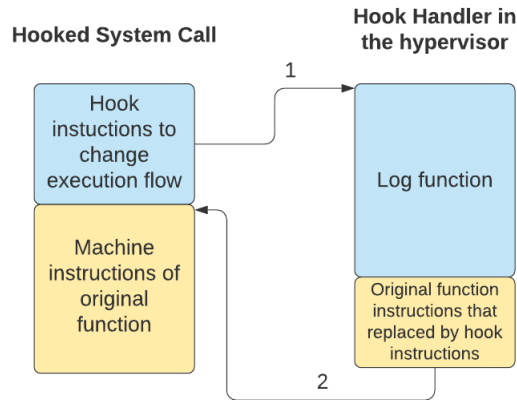 Hooked System Call
Hook Handler in
the hypervisor
1
Hook
instuctions to
change
execution flow
Log function
Machine
instructions of
original
function
Original function
instructions that
replaced by hook
instructions
2